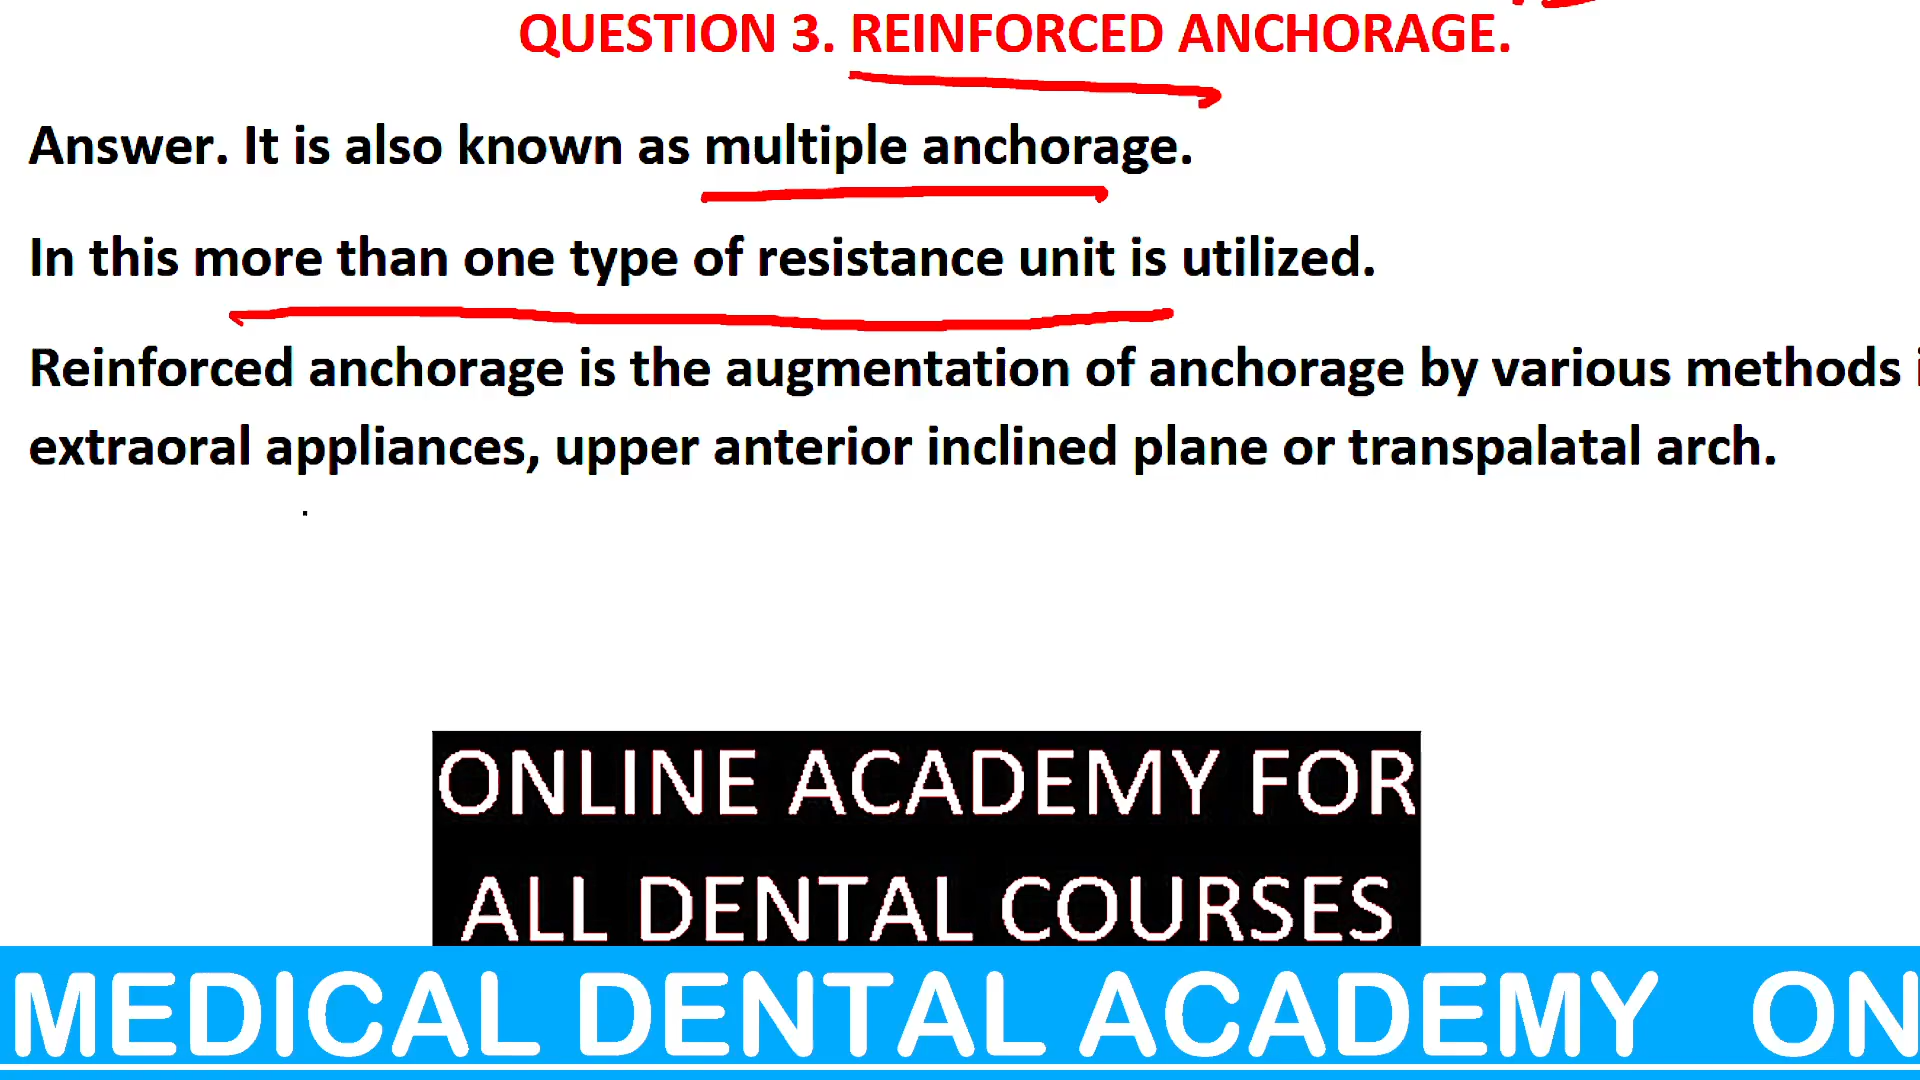 QUESTION 3. REINFORCED ANCHORAGE.
Answer. It is also known as multiple anchorage.
In this more than one type of resistance unit is utilized.
Reinforced anchorage is the augmentation of anchorage by various methods
extraoral appliances, upper anterior inclined plane or transpalatal arch.
ONLINE ACADEMY FOR
ALL DENTAL COURSES
MEDICAL DENTAL ACADEMY ON